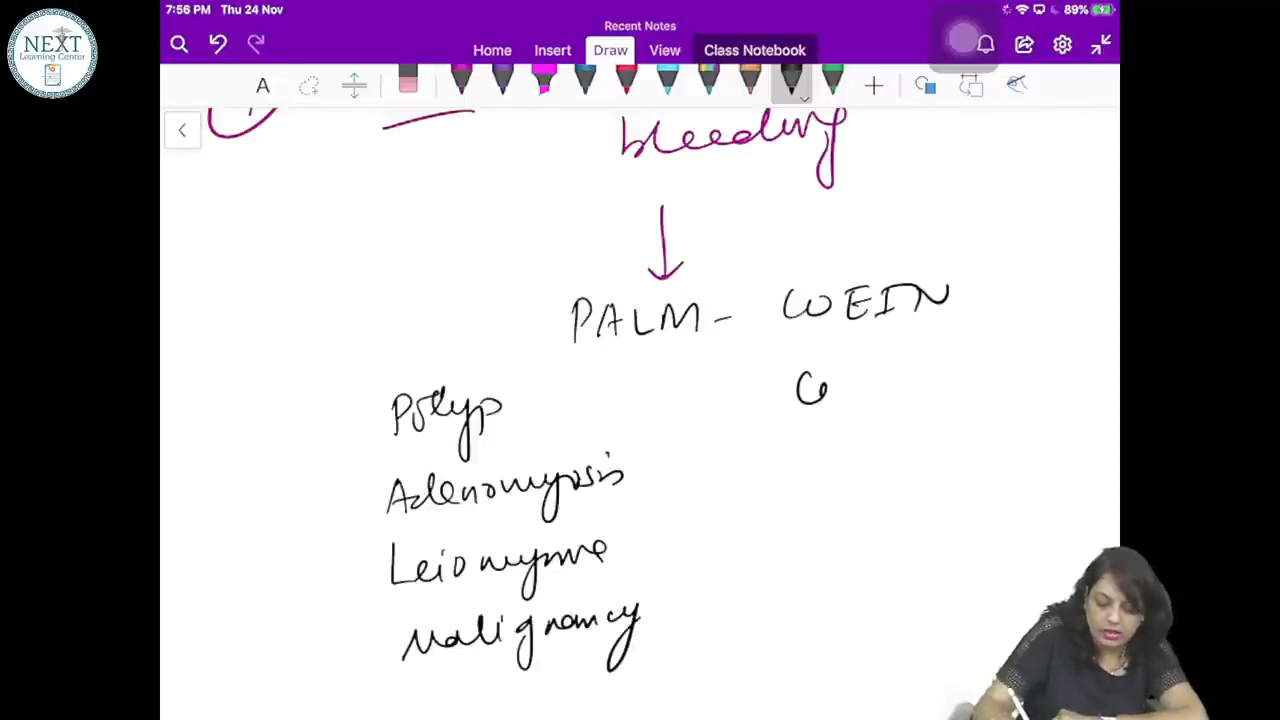 7:56 PM Thu 24 Nov
89%
Recent Notes
NEXT
Learning Center
Home Insert Draw View Class Notebook
A
bleeding
PALM - COEIN
Polyp
Co
Adenomyosis
Leiomyoma
Malignancy